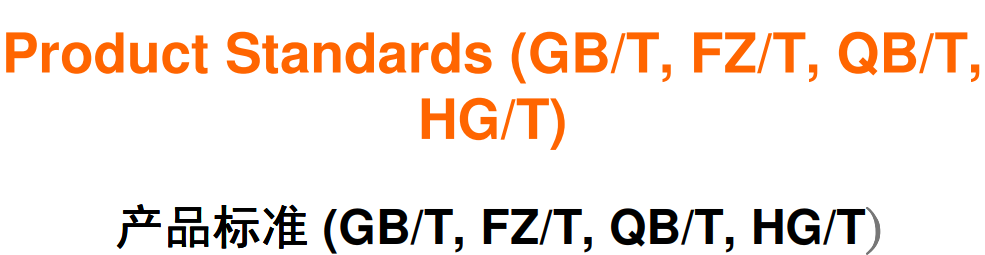 Product Standards (GB/T, FZ/T, QB/T,
HG/T)
产品标准 (GB/T, FZ/T, QB/T, HG/T)